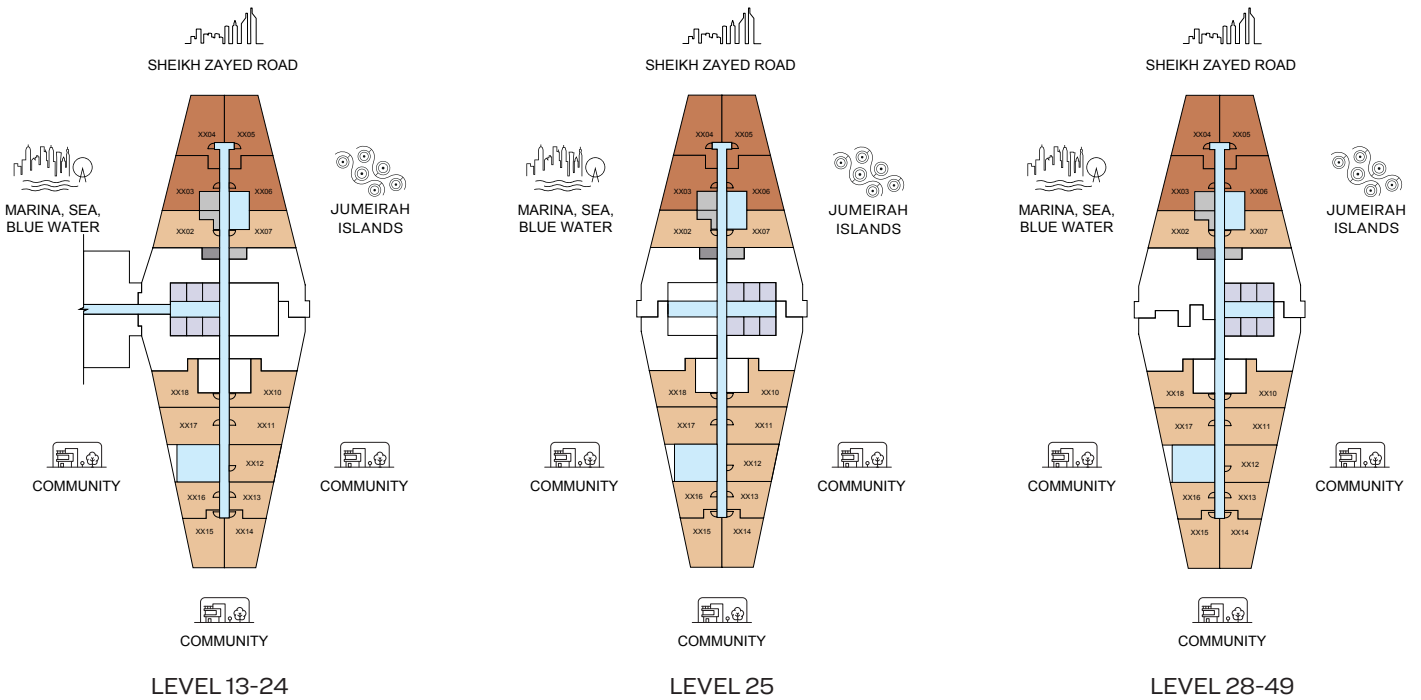 SHEIKH ZAYED ROAD
XX04 XX05
MARINA, SEA,
BLUE WATER
JUMEIRAH
ISLANDS
XX03 XX06
XX02 XX07
XX18 XX10
XX17 XX11
XX12
XX16 XX13
XX15 XX14
COMMUNITY
COMMUNITY
COMMUNITY
LEVEL 13-24
SHEIKH ZAYED ROAD
XX04 XX05
MARINA, SEA,
BLUE WATER
JUMEIRAH
ISLANDS
XX03 XX06
XX02 XX07
XX18 XX10
XX17 XX11
XX12
XX16 XX13
XX15 XX14
COMMUNITY
COMMUNITY
COMMUNITY
LEVEL 25
SHEIKH ZAYED ROAD
XX04 XX05
MARINA, SEA,
BLUE WATER
JUMEIRAH
ISLANDS
XX03 XX06
XX02 XX07
XX18 XX10
XX17 XX11
XX12
XX16 XX13
XX15 XX14
COMMUNITY
COMMUNITY
COMMUNITY
LEVEL 28-49